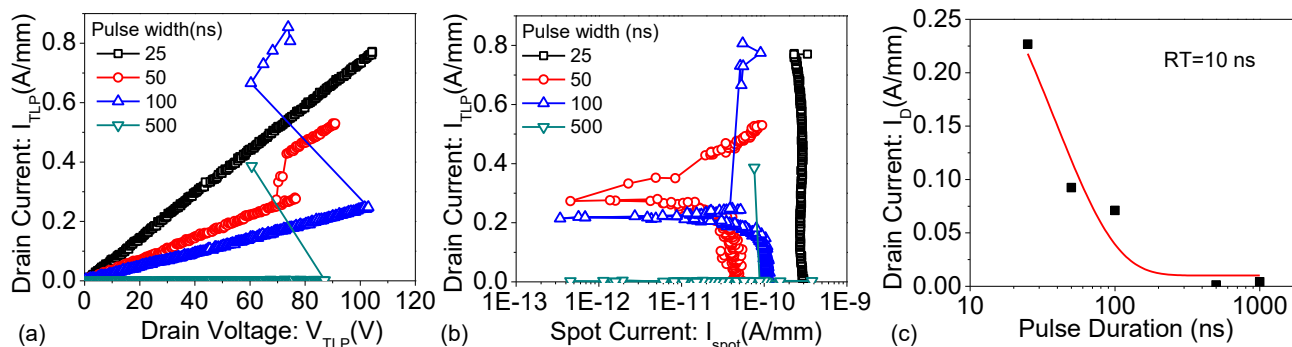 (a)
Drain Current: I_TLP(A/mm)
0.8
0.6
0.4
0.2
0.0
Pulse width(ns)
25
50
100
500
0 20 40 60 80 100 120
Drain Voltage: V_TLP(V)
(b)
Drain Current: I_TLP(A/mm)
0.8
0.6
0.4
0.2
0.0
Pulse width (ns)
25
50
100
500
1E-13 1E-12 1E-11 1E-10 1E-9
Spot Current: I_spot(A/mm)
(c)
Drain Current: I_D(A/mm)
0.25
0.20
0.15
0.10
0.05
0.00
RT=10 ns
10 100 1000
Pulse Duration (ns)